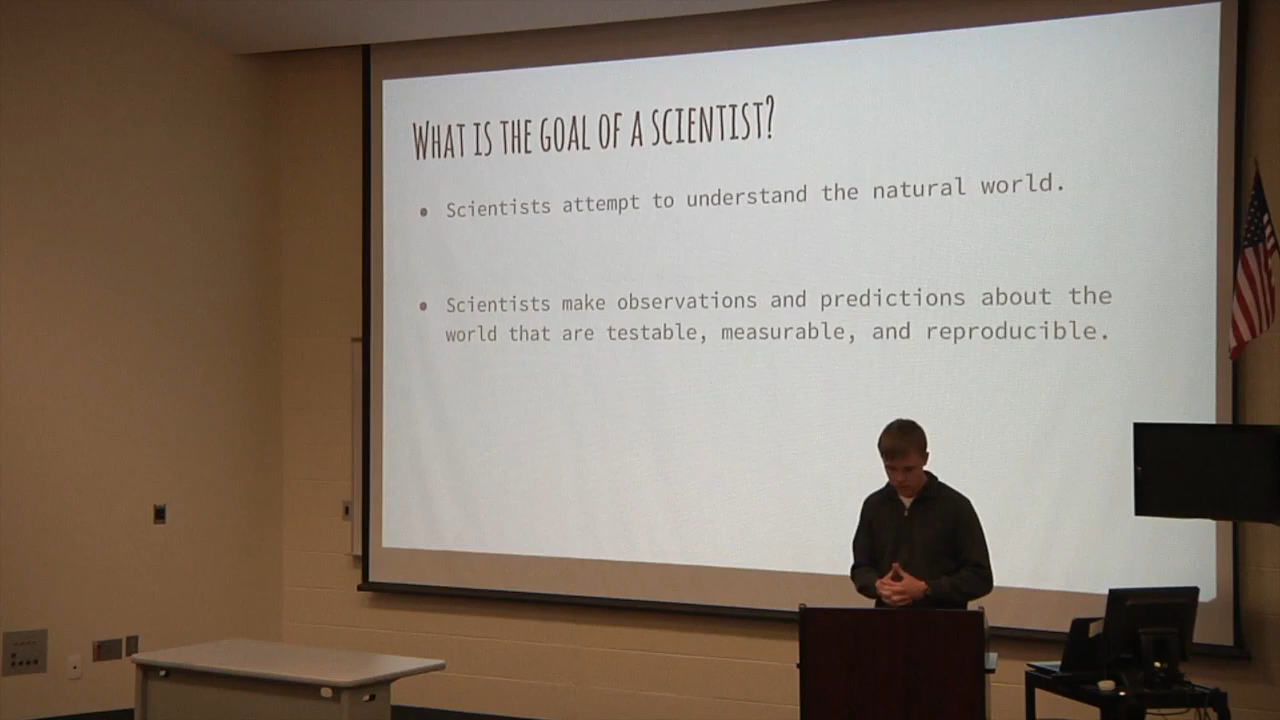 What is the goal of a scientist?
Scientists attempt to understand the natural world.
Scientists make observations and predictions about the
world that are testable, measurable, and reproducible.